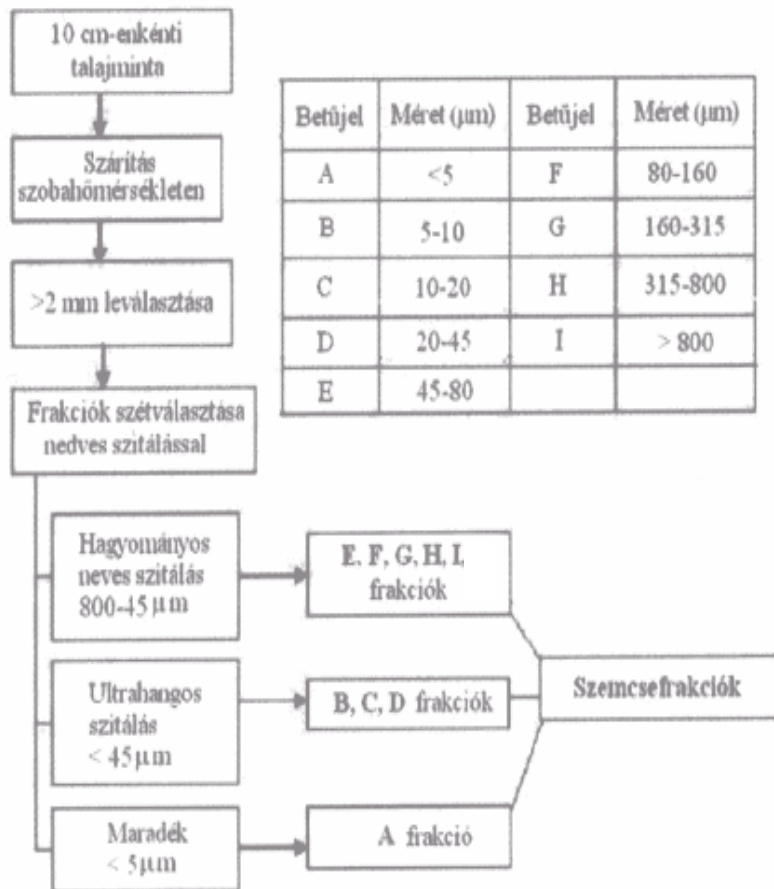 10 cm-enkénti
talajminta
Szárítás
szobahőmérsékleten
>2 mm leválasztása
Frakciók szétválasztása
nedves szitálással
Betűjel Méret (µm) Betűjel Méret (µm)
A <5 F 80-160
B 5-10 G 160-315
C 10-20 H 315-800
D 20-45 I > 800
E 45-80
Hagyományos
neves szitálás
800-45 µm
E, F, G, H, I,
frakciók
Ultrahangos
szitálás
< 45 µm
B, C, D frakciók
Maradék
< 5µm
A frakció
Szemcsefrakciók